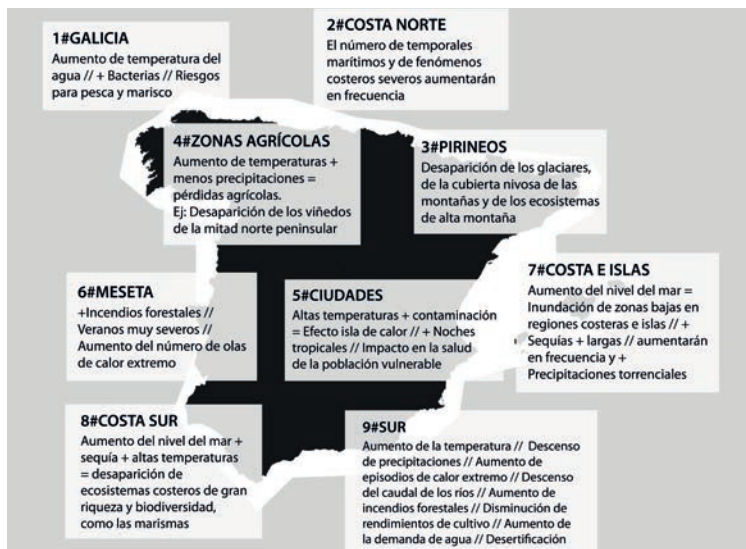 1#GALICIA
Aumento de temperatura del
agua // + Bacterias // Riesgos
para pesca y marisco
2#COSTA NORTE
El número de temporales
marítimos y de fenómenos
costeros severos aumentarán
en frecuencia
3#PIRINEOS
Desaparición de los glaciares,
de la cubierta nivosa de las
montañas y de los ecosistemas
de alta montaña
4#ZONAS AGRÍCOLAS
Aumento de temperaturas +
menos precipitaciones =
pérdidas agrícolas.
Ej: Desaparición de los viñedos
de la mitad norte peninsular
5#CIUDADES
Altas temperaturas + contaminación
= Efecto isla de calor // + Noches
tropicales // Impacto en la salud
de la población vulnerable
6#MESETA
+Incendios forestales //
Veranos muy severos //
Aumento del número de olas
de calor extremo
7#COSTA E ISLAS
Aumento del nivel del mar =
Inundación de zonas bajas en
regiones costeras e islas // +
Sequías + largas // aumentarán
en frecuencia y +
Precipitaciones torrenciales
8#COSTA SUR
Aumento del nivel del mar +
sequía + altas temperaturas
= desaparición de
ecosistemas costeros de gran
riqueza y biodiversidad,
como las marismas
9#SUR
Aumento de la temperatura // Descenso
de precipitaciones // Aumento de
episodios de calor extremo // Descenso
del caudal de los ríos // Aumento de
incendios forestales // Disminución de
rendimientos de cultivo // Aumento de
la demanda de agua // Desertificación